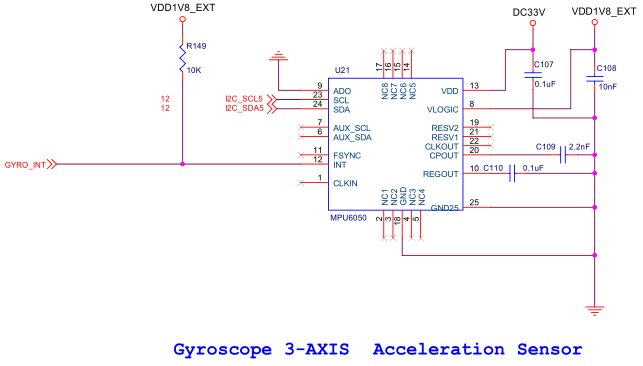 VDD1V8_EXT
DC33V
VDD1V8_EXT
R149
10K
C107
0.1uF
C108
10nF
U21
17
16
15
14
NC8
NC7
NC6
NC5
9
ADO
13
VDD
12
I2C_SCL5
23
SCL
12
I2C_SDA5
24
SDA
8
VLOGIC
7
AUX_SCL
6
AUX_SDA
19
RESV2
21
RESV1
22
CLKOUT
20
CPOUT
C109
2.2nF
11
FSYNC
GYRO_INT
12
INT
10
REGOUT
C110
0.1uF
1
CLKIN
NC1
NC2
GND
NC3
NC4
25
GND25
MPU6050
2
3
18
4
5
Gyroscope 3-AXIS  Acceleration Sensor